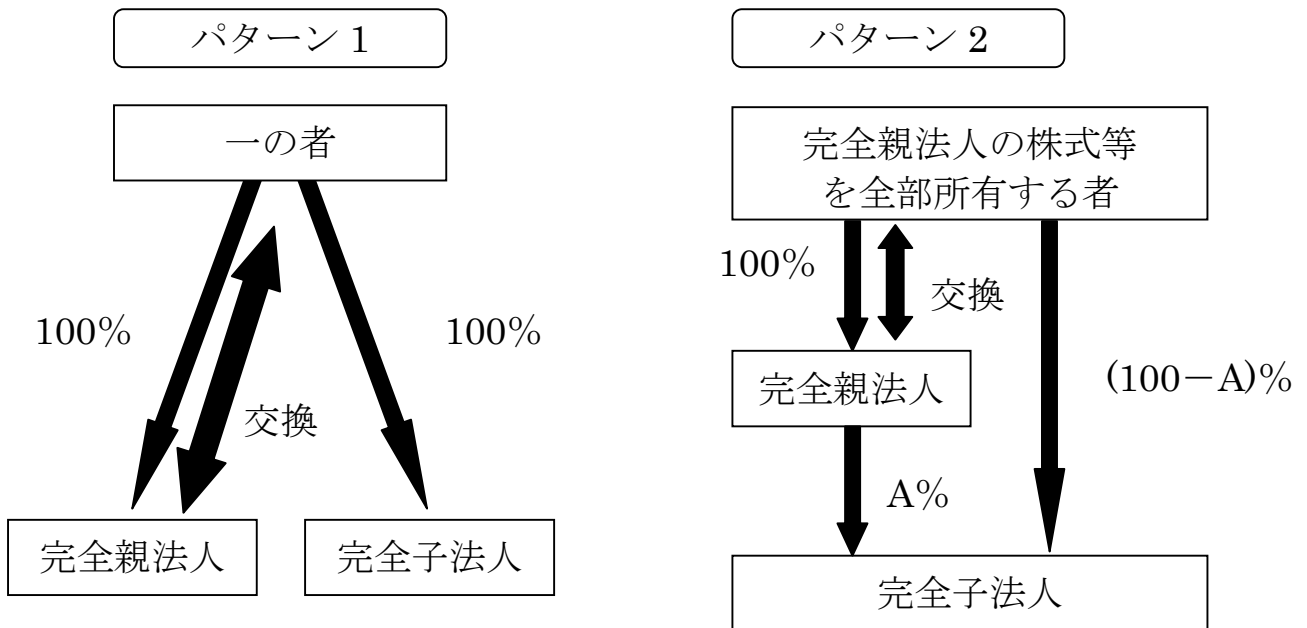 パターン 1
一の者
100%
100%
交換
完全親法人
完全子法人
パターン 2
完全親法人の株式等
を全部所有する者
100%
交換
完全親法人
(100-A)%
A%
完全子法人